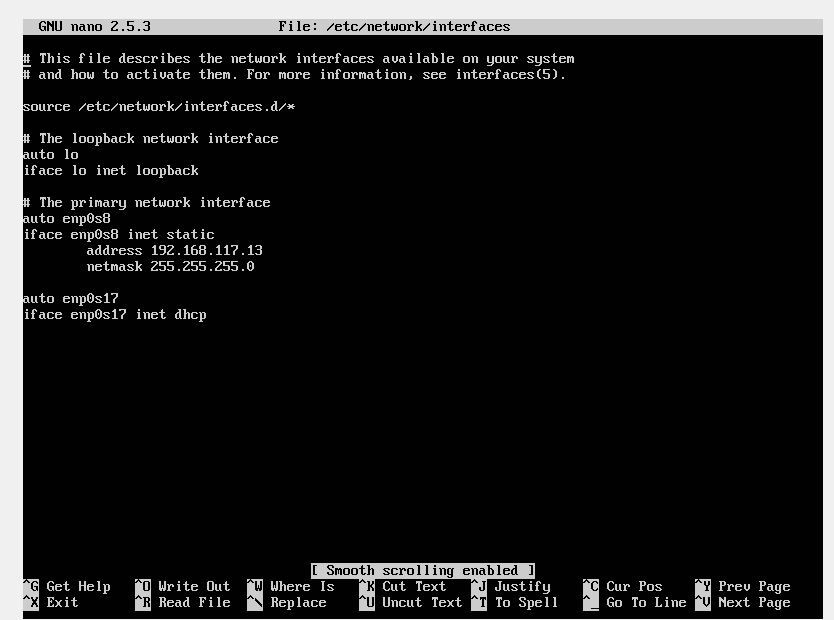 GNU nano 2.5.3 File: /etc/network/interfaces
# This file describes the network interfaces available on your system
# and how to activate them. For more information, see interfaces(5).
source /etc/network/interfaces.d/*
# The loopback network interface
auto lo
iface lo inet loopback
# The primary network interface
auto enp0s8
iface enp0s8 inet static
address 192.168.117.13
netmask 255.255.255.0
auto enp0s17
iface enp0s17 inet dhcp
[ Smooth scrolling enabled ]
^G Get Help ^O Write Out ^W Where Is ^K Cut Text ^J Justify ^C Cur Pos ^Y Prev Page
^X Exit ^R Read File ^\ Replace ^U Uncut Text ^T To Spell ^_ Go To Line ^V Next Page